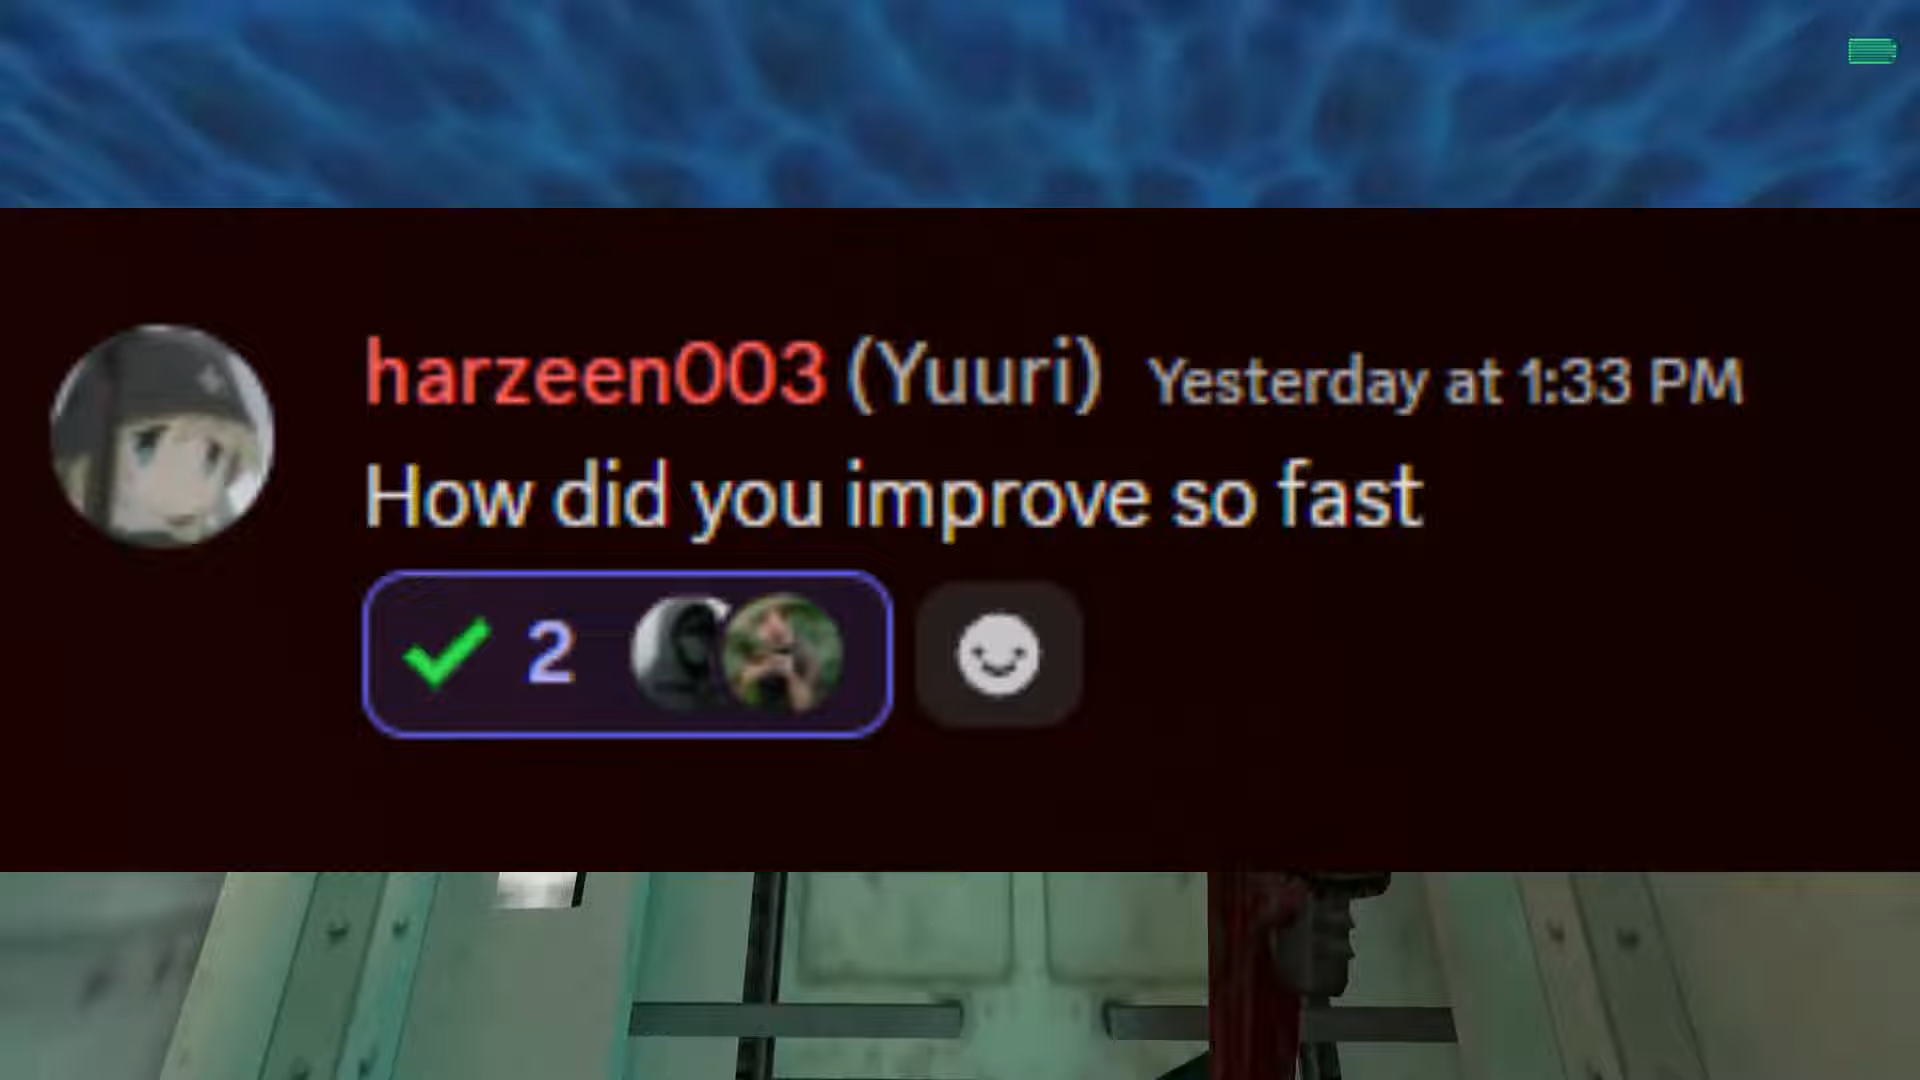 harzeen003 (Yuuri) Yesterday at 1:33 PM
How did you improve so fast
2